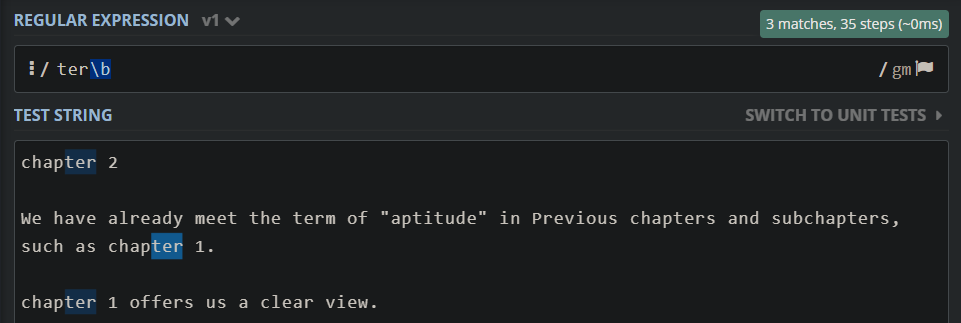 REGULAR EXPRESSION v1
3 matches, 35 steps (~0ms)
/ ter\b / gm
TEST STRING
SWITCH TO UNIT TESTS
chapter 2
We have already meet the term of "aptitude" in Previous chapters and subchapters,
such as chapter 1.
chapter 1 offers us a clear view.